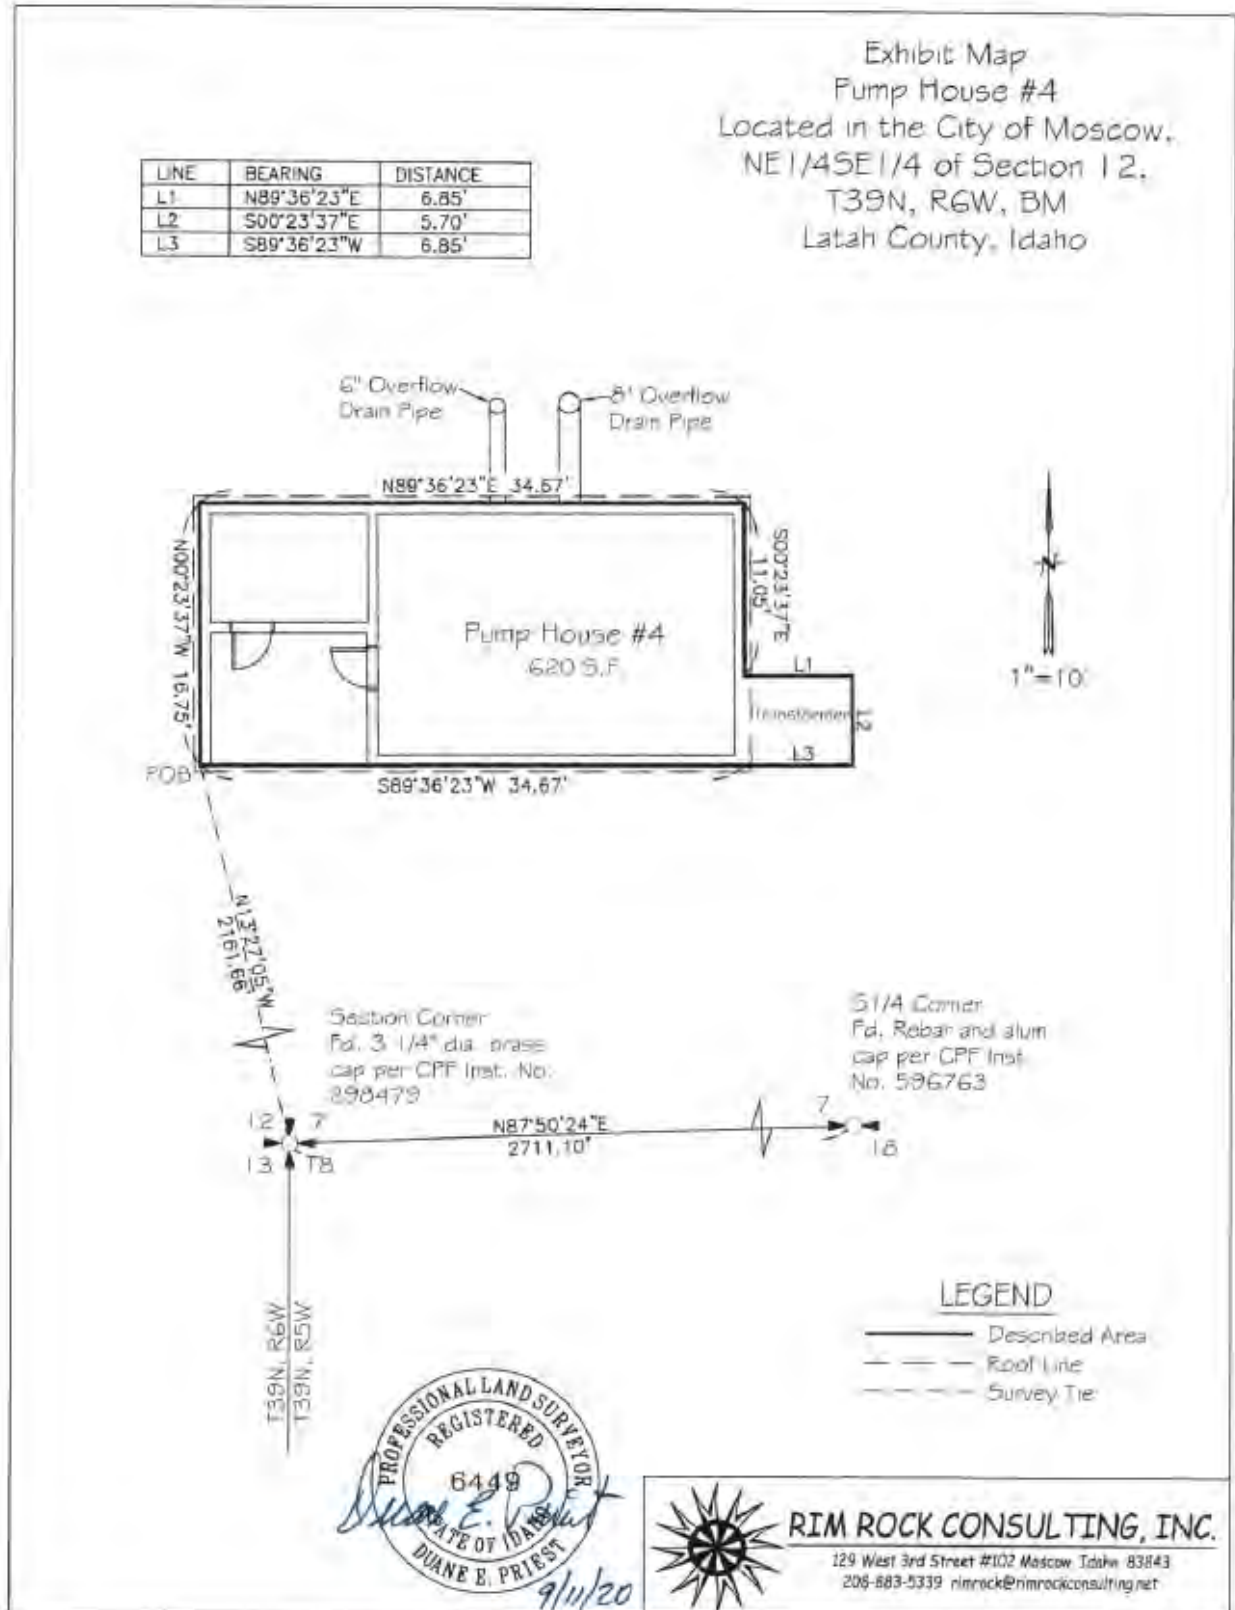 Exhibit Map
Pump House #4
Located in the City of Moscow,
NE1/4SE1/4 of Section 12,
T39N, R6W, BM
Latah County, Idaho
LINE BEARING DISTANCE
L1 N89°36'23"E 6.85'
L2 S00°23'37"E 5.70'
L3 S89°36'23"W 6.85'
6" Overflow
Drain Pipe
8" Overflow
Drain Pipe
N89°36'23"E 34.67'
N00°23'37"W 16.75'
S00°23'37"E
11.05'
Pump House #4
620 S.F.
L1
Transformer
L2
L3
N
1"=10'
POB
S89°36'23"W 34.67'
N13°27'05"W
2161.66'
Section Corner
Fd. 3 1/4" dia. brass
cap per CPF Inst. No.
298479
S1/4 Corner
Fd. Rebar and alum
cap per CPF Inst.
No. 596763
12 7
13 18
N87°50'24"E
2711.10'
7
18
T39N, R6W
T39N, R5W
LEGEND
Described Area
Roof Line
Survey Tie
PROFESSIONAL LAND SURVEYOR
REGISTERED
6449
STATE OF IDAHO
DUANE E. PRIEST
Duane E. Priest
9/11/20
RIM ROCK CONSULTING, INC.
129 West 3rd Street #102 Moscow Idaho 83843
208-883-5339 rimrock@rimrockconsulting.net